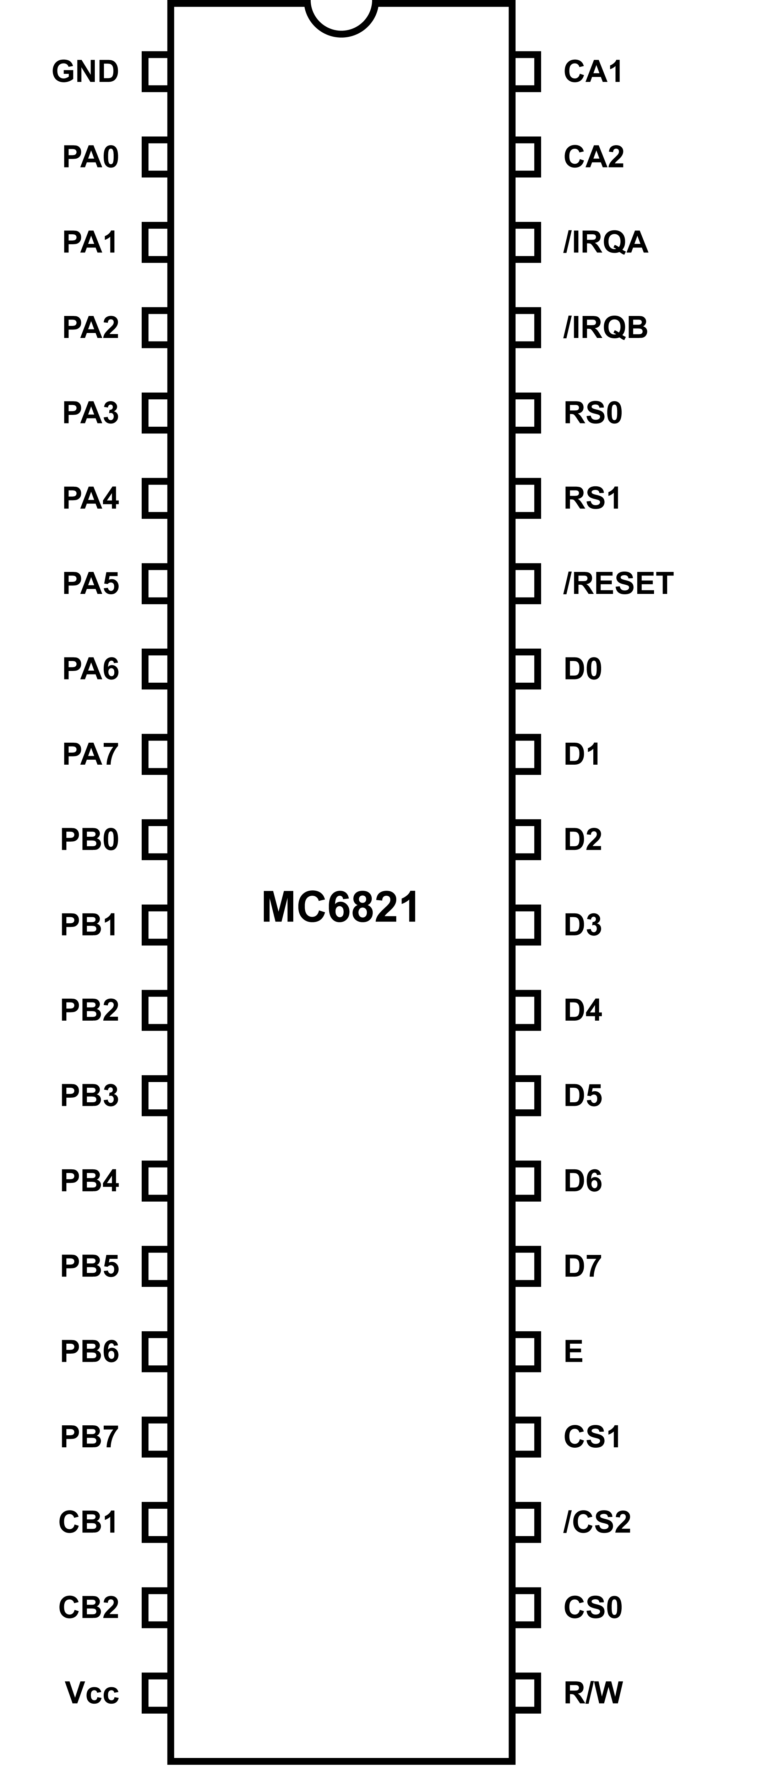 GND CA1
PA0 CA2
PA1 /IRQA
PA2 /IRQB
PA3 RS0
PA4 RS1
PA5 /RESET
PA6 D0
PA7 D1
PB0 D2
MC6821
PB1 D3
PB2 D4
PB3 D5
PB4 D6
PB5 D7
PB6 E
PB7 CS1
CB1 /CS2
CB2 CS0
Vcc R/W